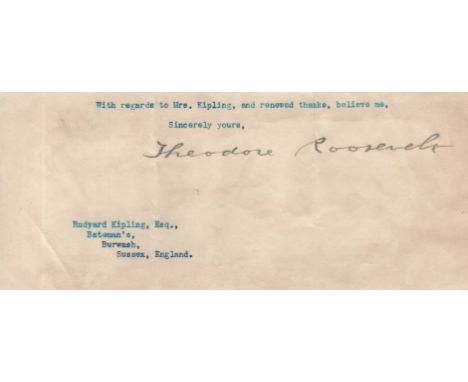 With regards to Mrs. Kipling, and renewed thanks, believe me,
Sincerely yours,
Theodore Roosevelt
Rudyard Kipling, Esq.,
Bateman's,
Burwash,
Sussex, England.